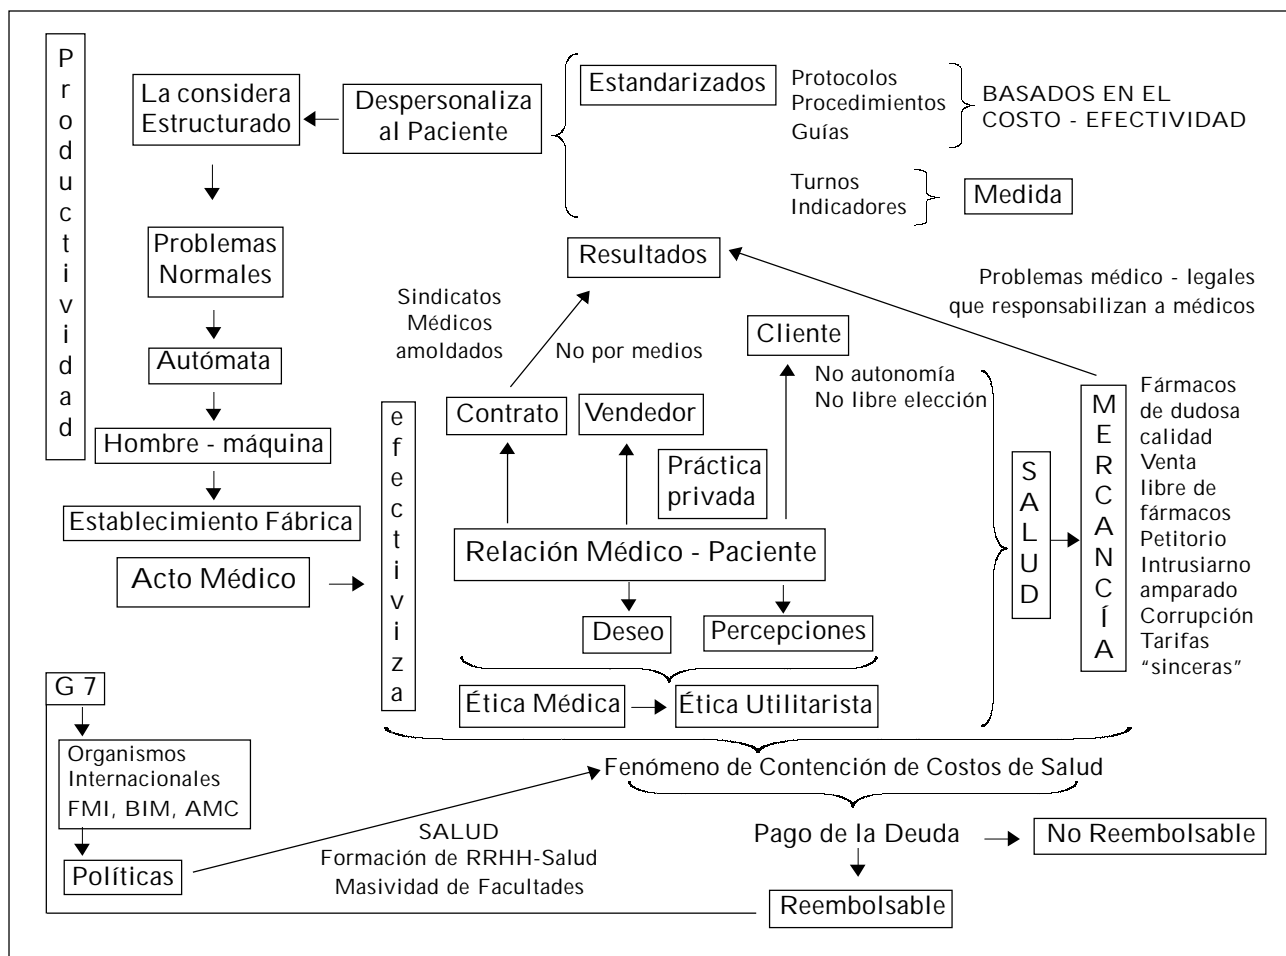 Productividad
La considera
Estructurado
Despersonaliza
al Paciente
Estandarizados
Protocolos
Procedimientos
Guías
BASADOS EN EL
COSTO - EFECTIVIDAD
Turnos
Indicadores
Medida
Problemas
Normales
Resultados
Problemas médico - legales
que responsabilizan a médicos
Sindicatos
Médicos
amoldados
No por medios
Cliente
Autómata
No autonomía
No libre elección
efectiviza
Contrato
Vendedor
Hombre - máquina
Práctica
privada
SALUD
MERCANCÍA
Fármacos
de dudosa
calidad
Venta
libre de
fármacos
Petitorio
Intrusiarno
amparado
Corrupción
Tarifas
“sinceras”
Establecimiento Fábrica
Relación Médico - Paciente
Acto Médico
Deseo
Percepciones
Ética Médica
Ética Utilitarista
G 7
Organismos
Internacionales
FMI, BIM, AMC
Fenómeno de Contención de Costos de Salud
Políticas
SALUD
Formación de RRHH-Salud
Masividad de Facultades
Pago de la Deuda
No Reembolsable
Reembolsable